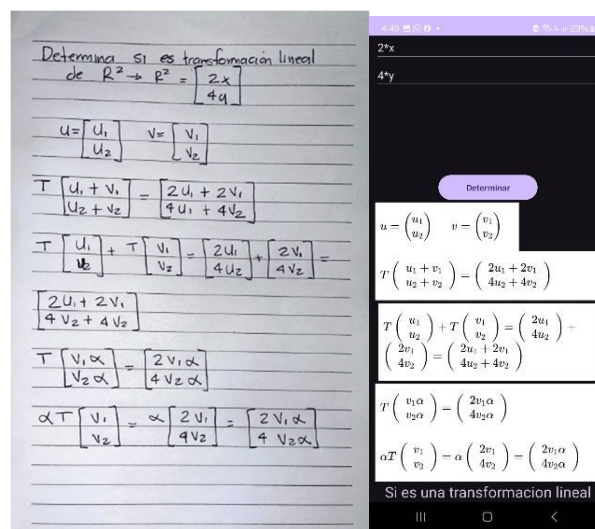 Determina si es transformación lineal
de R² → R² = [2x
4y]
u = [u₁
u₂] v = [v₁
v₂]
T [u₁ + v₁
u₂ + v₂] = [2u₁ + 2v₁
4u₁ + 4v₂]
T [u₁
u₂] + T [v₁
v₂] = [2u₁
4u₂] + [2v₁
4v₂] =
[2u₁ + 2v₁
4v₂ + 4v₂]
T [v₁α
v₂α] = [2v₁α
4v₂α]
αT [v₁
v₂] = α [2v₁
4v₂] = [2v₁α
4v₂α]
4:49
23%
2*x
4*y
Determinar
u = (u₁
u₂) v = (v₁
v₂)
T (u₁ + v₁
u₂ + v₂) = (2u₁ + 2v₁
4u₂ + 4v₂)
T (u₁
u₂) + T (v₁
v₂) = (2u₁
4u₂) +
(2v₁
4v₂) = (2u₁ + 2v₁
4u₂ + 4v₂)
T (v₁α
v₂α) = (2v₁α
4v₂α)
αT (v₁
v₂) = α (2v₁
4v₂) = (2v₁α
4v₂α)
Si es una transformacion lineal